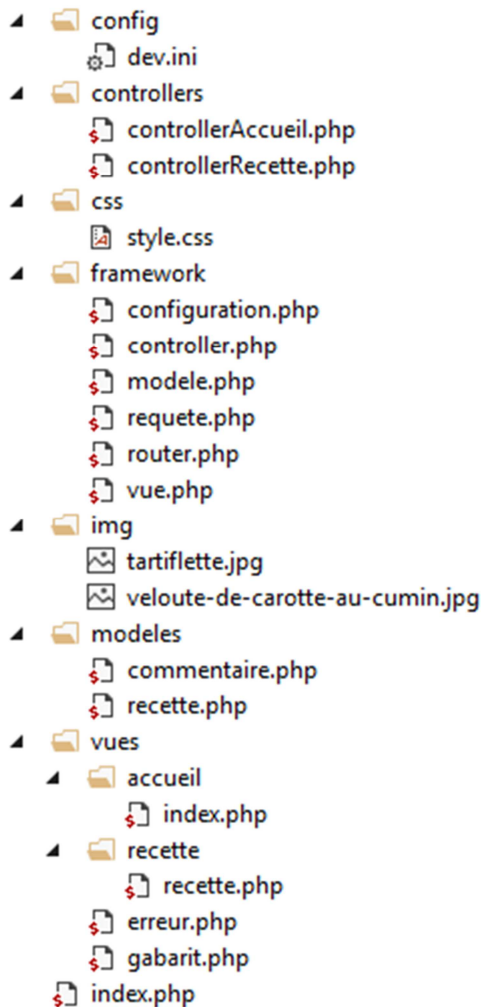 config
dev.ini
controllers
controllerAccueil.php
controllerRecette.php
css
style.css
framework
configuration.php
controller.php
modele.php
requete.php
router.php
vue.php
img
tartiflette.jpg
veloute-de-carotte-au-cumin.jpg
modeles
commentaire.php
recette.php
vues
accueil
index.php
recette
recette.php
erreur.php
gabarit.php
index.php